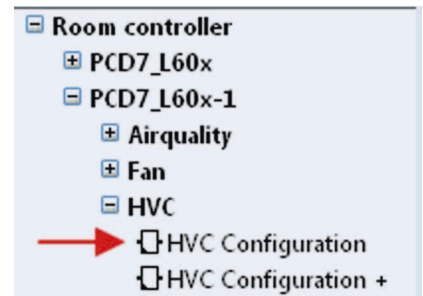 Room controller
PCD7_L60x
PCD7_L60x-1
Airquality
Fan
HVC
HVC Configuration
HVC Configuration +